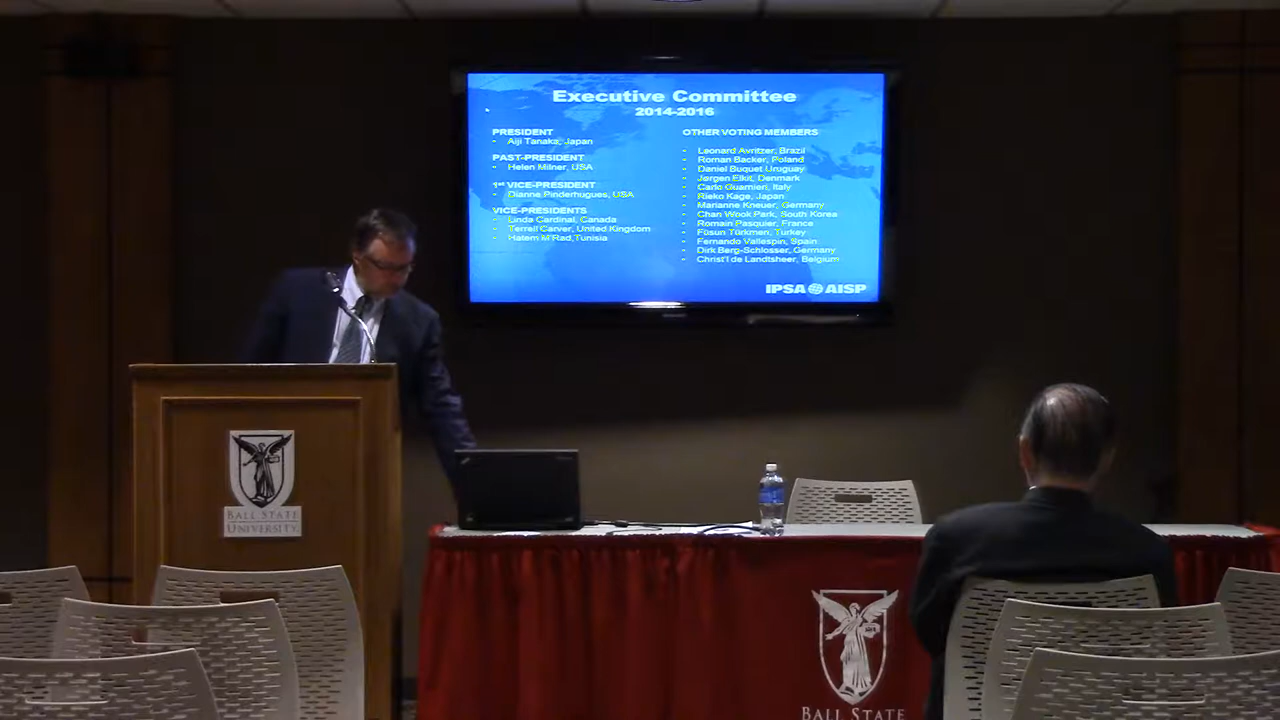 Executive Committee
2014-2016
PRESIDENT
• Aiji Tanaka, Japan
PAST-PRESIDENT
• Helen Milner, USA
1st VICE-PRESIDENT
• Dianne Pinderhugues, USA
VICE-PRESIDENTS
• Linda Cardinal, Canada
• Terrell Carver, United Kingdom
• Hatem M'Rad,Tunisia
OTHER VOTING MEMBERS
• Leonard Avritzer, Brazil
• Roman Backer, Poland
• Daniel Buquet Uruguay
• Jørgen Elkit, Denmark
• Carlo Guarnieri, Italy
• Rieko Kage, Japan
• Marianne Kneuer, Germany
• Chan Wook Park, South Korea
• Romain Pasquier, France
• Füsun Türkmen, Turkey
• Fernando Vallespin, Spain
• Dirk Berg-Schlosser, Germany
• Christ'l de Landtsheer, Belgium
IPSA AISP
BALL STATE
UNIVERSITY.
BALL STATE